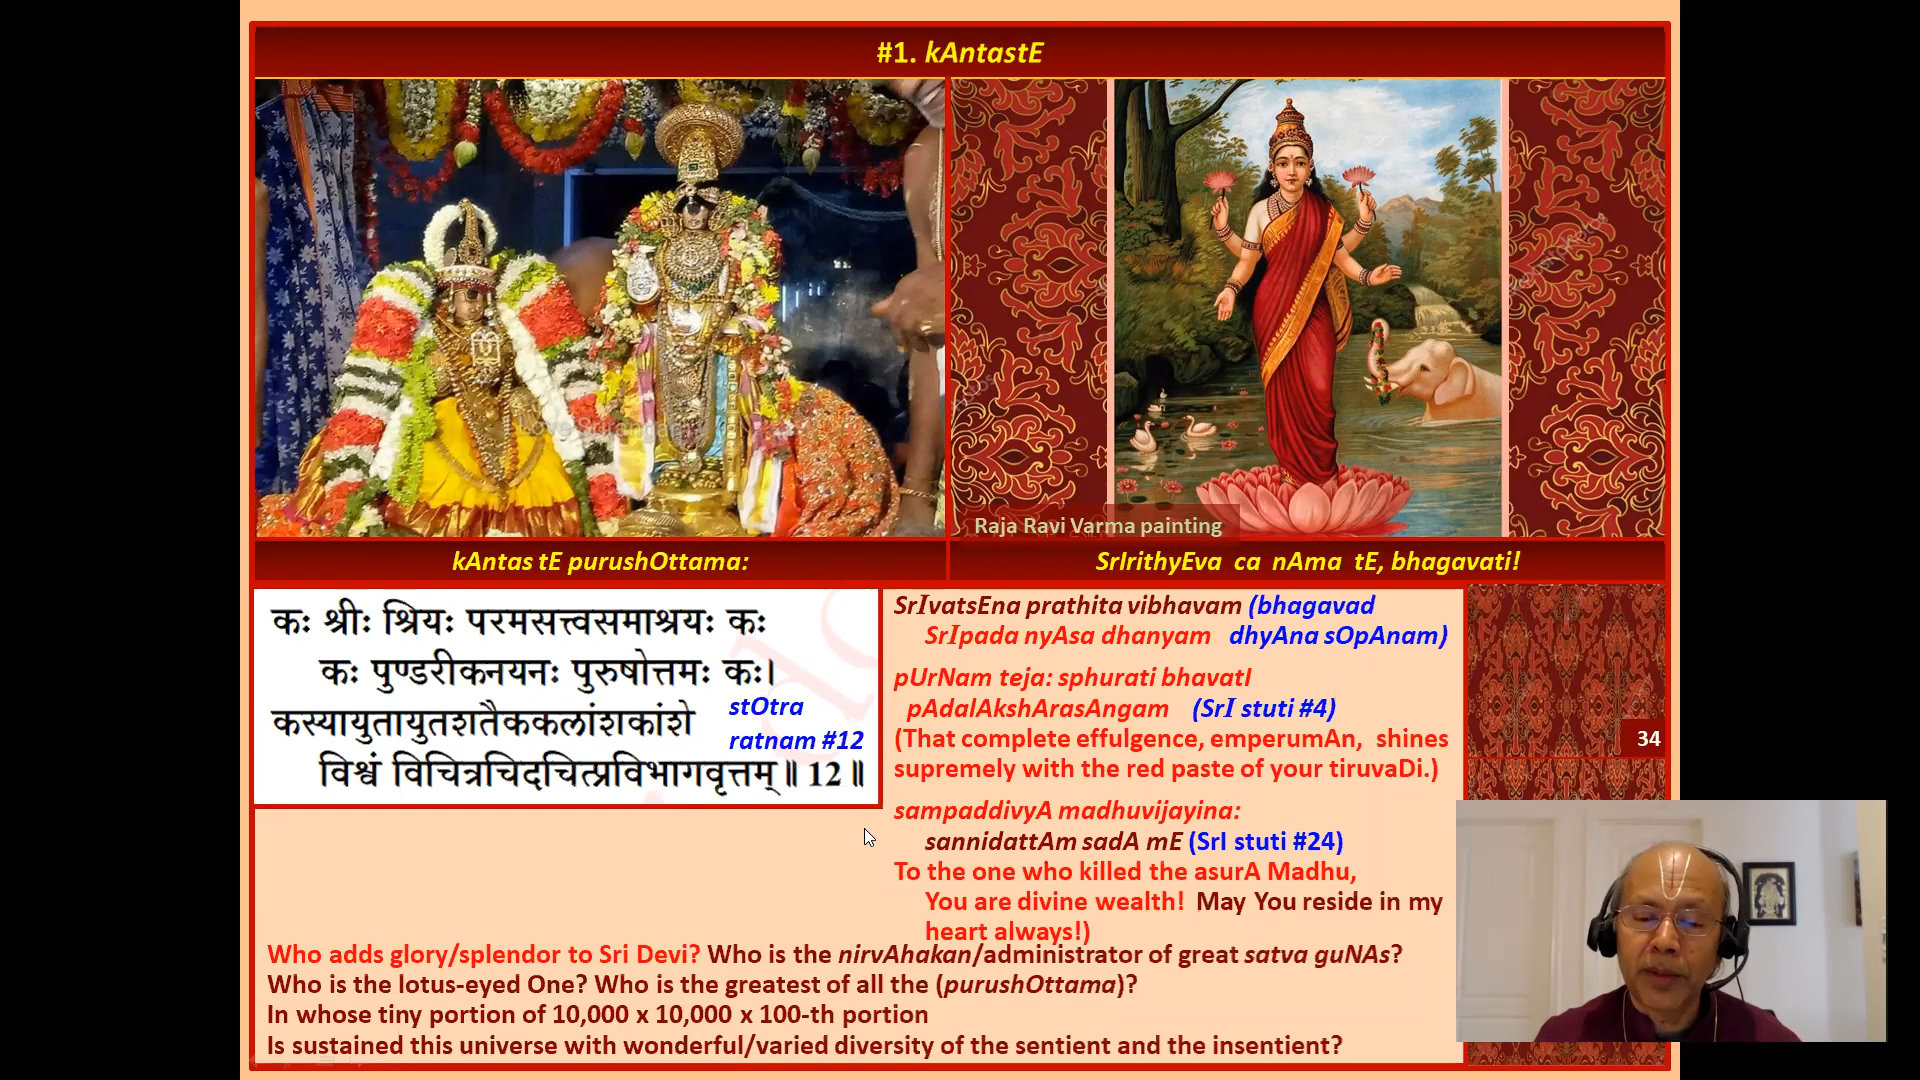 #1. kAntastE
Raja Ravi Varma painting
kAntas tE purushOttama:
SrIrithyEva ca nAma tE, bhagavati!
कः श्रीः श्रियः परमसत्त्वसमाश्रयः कः
कः पुण्डरीकनयनः पुरुषोत्तमः कः।
कस्यायुतायुतशतैककलांशकांशे
विश्वं विचित्रचिदचित्प्रविभागवृत्तम्॥ 12॥
stOtra
ratnam #12
SrIvatsEna prathita vibhavam (bhagavad
SrIpada nyAsa dhanyam dhyAna sOpAnam)
pUrNam teja: sphurati bhavatI
pAdalAkshArasAngam (SrI stuti #4)
(That complete effulgence, emperumAn, shines
supremely with the red paste of your tiruvaDi.)
sampaddivyA madhuvijayina:
sannidattAm sadA mE (SrI stuti #24)
To the one who killed the asurA Madhu,
You are divine wealth! May You reside in my
heart always!)
34
Who adds glory/splendor to Sri Devi? Who is the nirvAhakan/administrator of great satva guNAs?
Who is the lotus-eyed One? Who is the greatest of all the (purushOttama)?
In whose tiny portion of 10,000 x 10,000 x 100-th portion
Is sustained this universe with wonderful/varied diversity of the sentient and the insentient?